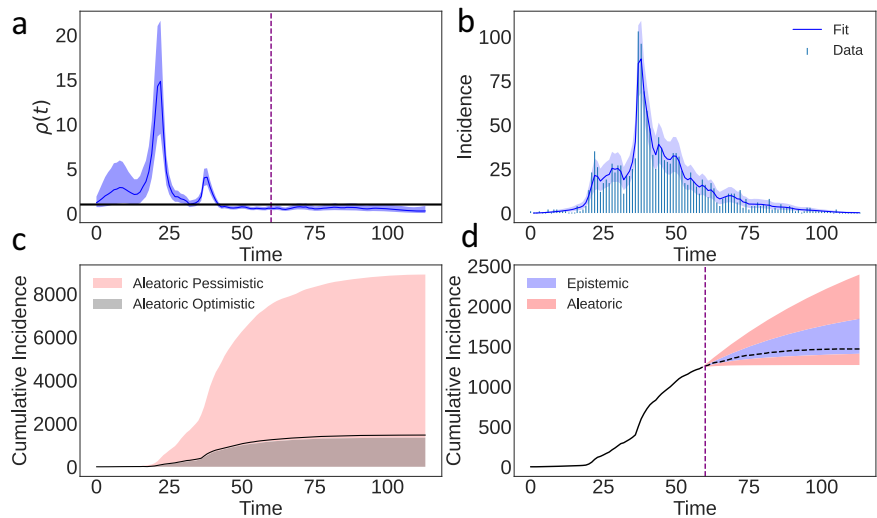 a
20
15
10
5
0
ρ(t)
0 25 50 75 100
Time
b
100
75
50
25
0
Incidence
Fit
Data
0 25 50 75 100
Time
c
8000
6000
4000
2000
0
Cumulative Incidence
Aleatoric Pessimistic
Aleatoric Optimistic
0 25 50 75 100
Time
d
2500
2000
1500
1000
500
0
Cumulative Incidence
Epistemic
Aleatoric
0 25 50 75 100
Time